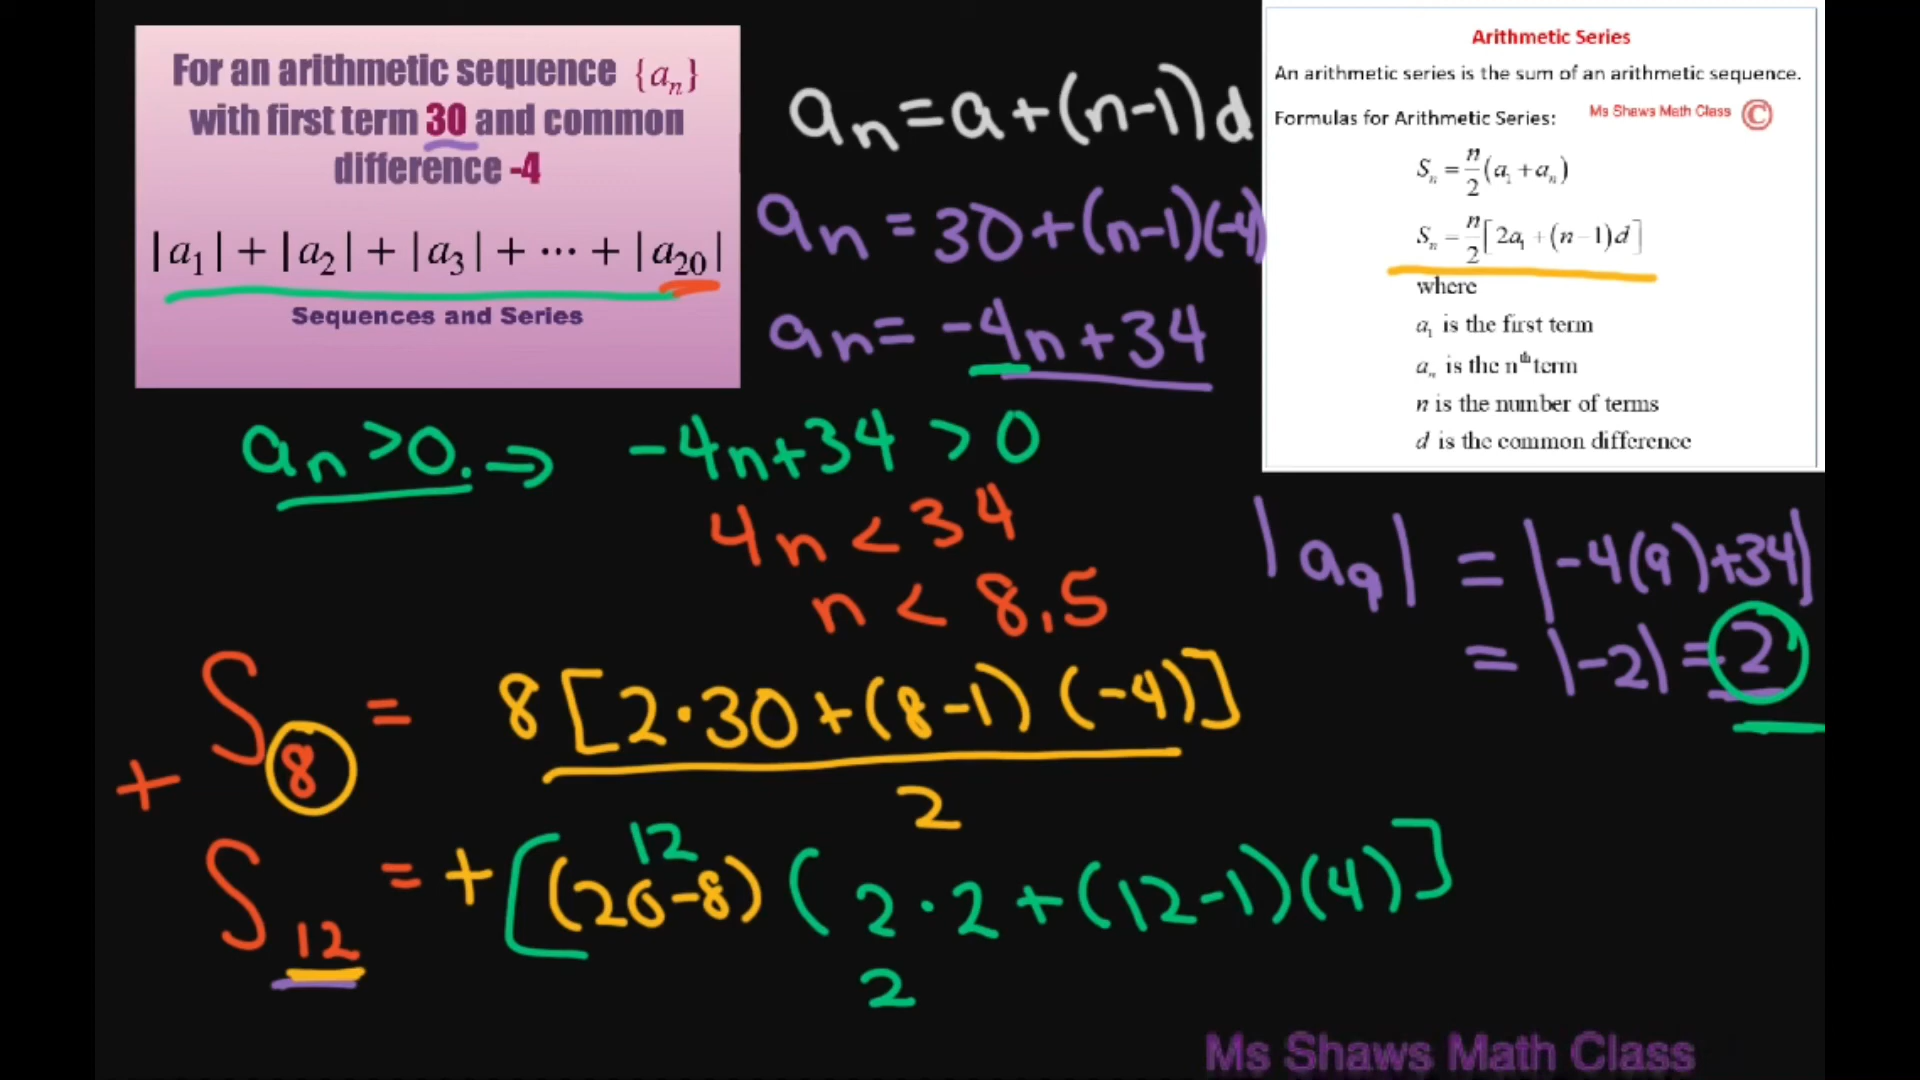 For an arithmetic sequence {aₙ}
with first term 30 and common
difference -4
|a₁| + |a₂| + |a₃| + ··· + |a₂₀|
Sequences and Series
aₙ = a + (n-1)d
aₙ = 30 + (n-1)(-4)
aₙ = -4n+34
Arithmetic Series
An arithmetic series is the sum of an arithmetic sequence.
Formulas for Arithmetic Series: Ms Shaws Math Class ©
Sₙ = n/2 (a₁ + aₙ)
Sₙ = n/2 [2a₁ + (n-1)d]
where
a₁ is the first term
aₙ is the nᵗʰ term
n is the number of terms
d is the common difference
aₙ > 0. ⇒ -4n+34 > 0
4n < 34
n < 8.5
|a₉| = |-4(9)+34|
= |-2| = 2
+ S₈ = 8[2·30+(8-1)(-4)]
2
12
S₁₂ = + [(20-8)(2·2+(12-1)(4)]
2
Ms Shaws Math Class